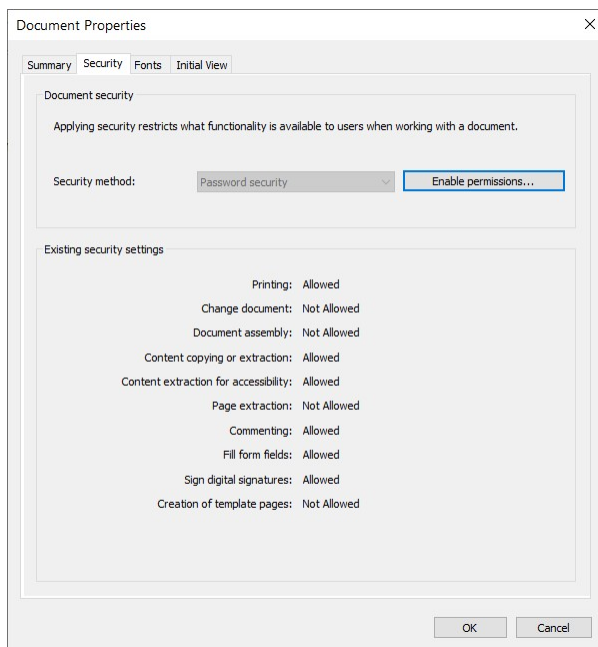 Document Properties
Summary Security Fonts Initial View
Document security
Applying security restricts what functionality is available to users when working with a document.
Security method: Password security Enable permissions...
Existing security settings
Printing: Allowed
Change document: Not Allowed
Document assembly: Not Allowed
Content copying or extraction: Allowed
Content extraction for accessibility: Allowed
Page extraction: Not Allowed
Commenting: Allowed
Fill form fields: Allowed
Sign digital signatures: Allowed
Creation of template pages: Not Allowed
OK Cancel